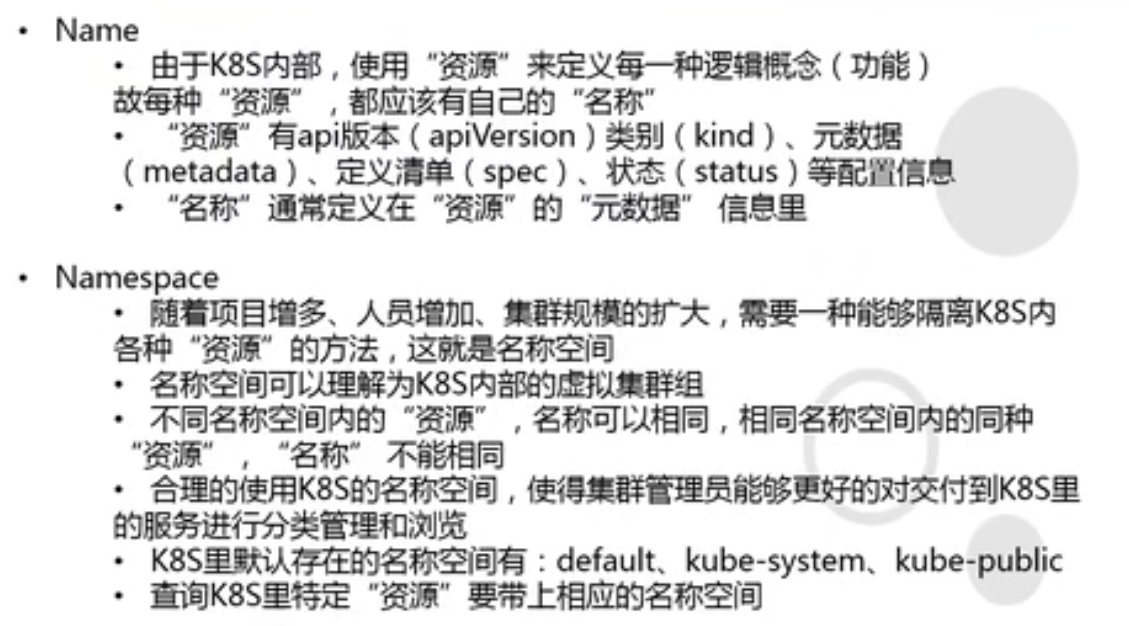 • Name
• 由于K8S内部，使用“资源”来定义每一种逻辑概念（功能）
故每种“资源”，都应该有自己的“名称”
• “资源”有api版本（apiVersion）类别（kind）、元数据
（metadata）、定义清单（spec）、状态（status）等配置信息
• “名称”通常定义在“资源”的“元数据” 信息里
• Namespace
• 随着项目增多、人员增加、集群规模的扩大，需要一种能够隔离K8S内
各种“资源”的方法，这就是名称空间
• 名称空间可以理解为K8S内部的虚拟集群组
• 不同名称空间内的“资源”，名称可以相同，相同名称空间内的同种
“资源”，“名称” 不能相同
• 合理的使用K8S的名称空间，使得集群管理员能够更好的对交付到K8S里
的服务进行分类管理和浏览
• K8S里默认存在的名称空间有：default、kube-system、kube-public
• 查询K8S里特定“资源”要带上相应的名称空间